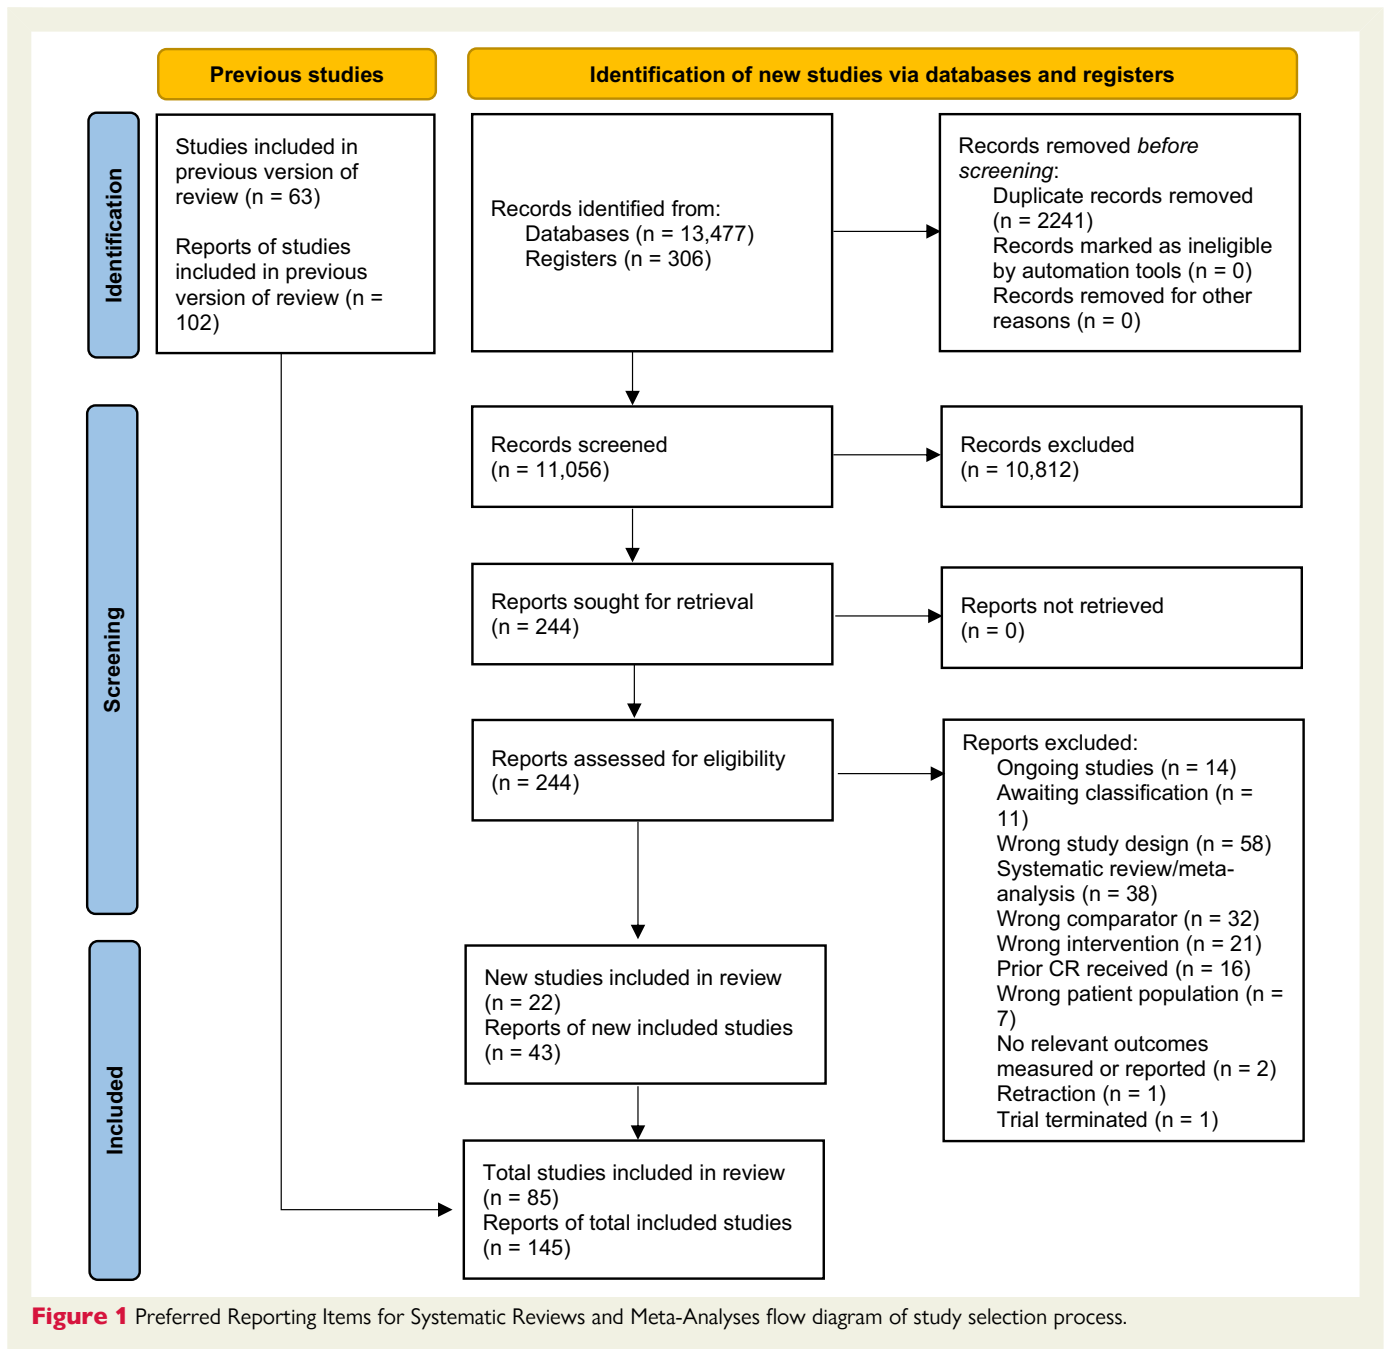 Previous studies
Identification of new studies via databases and registers
Identification
Studies included in
previous version of
review (n = 63)
Reports of studies
included in previous
version of review (n =
102)
Records identified from:
Databases (n = 13,477)
Registers (n = 306)
Records removed before
screening:
Duplicate records removed
(n = 2241)
Records marked as ineligible
by automation tools (n = 0)
Records removed for other
reasons (n = 0)
Screening
Records screened
(n = 11,056)
Records excluded
(n = 10,812)
Reports sought for retrieval
(n = 244)
Reports not retrieved
(n = 0)
Reports assessed for eligibility
(n = 244)
Reports excluded:
Ongoing studies (n = 14)
Awaiting classification (n =
11)
Wrong study design (n = 58)
Systematic review/meta-
analysis (n = 38)
Wrong comparator (n = 32)
Wrong intervention (n = 21)
Prior CR received (n = 16)
Wrong patient population (n =
7)
No relevant outcomes
measured or reported (n = 2)
Retraction (n = 1)
Trial terminated (n = 1)
Included
New studies included in review
(n = 22)
Reports of new included studies
(n = 43)
Total studies included in review
(n = 85)
Reports of total included studies
(n = 145)
Figure 1 Preferred Reporting Items for Systematic Reviews and Meta-Analyses flow diagram of study selection process.